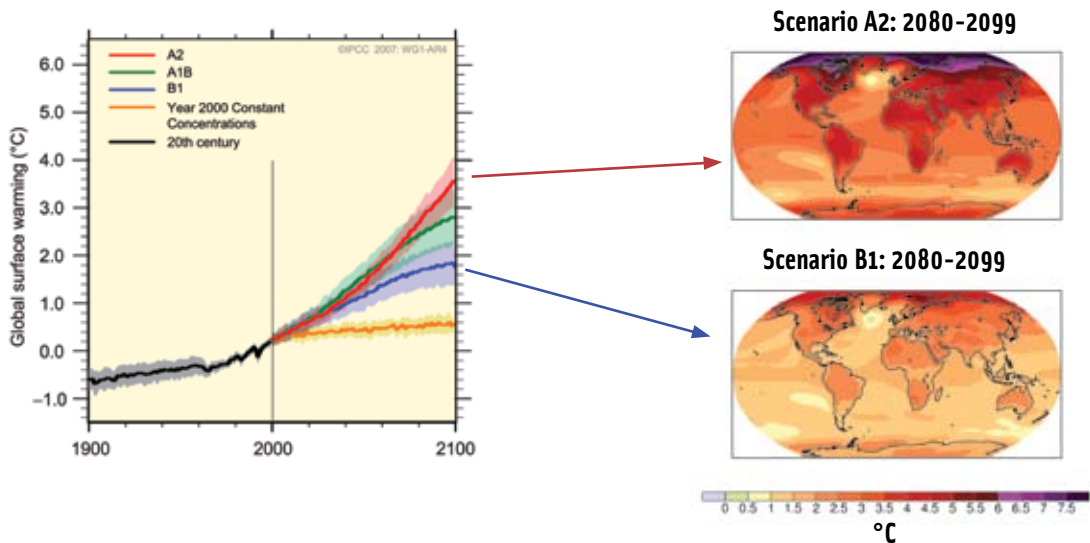 Scenario A2: 2080-2099
©IPCC 2007: WG1-AR4
A2
A1B
B1
Year 2000 Constant
Concentrations
20th century
Global surface warming (°C)
6.0
5.0
4.0
3.0
2.0
1.0
0.0
–1.0
1900
2000
2100
Scenario B1: 2080-2099
0 0.5 1 1.5 2 2.5 3 3.5 4 4.5 5 5.5 6 6.5 7 7.5
°C